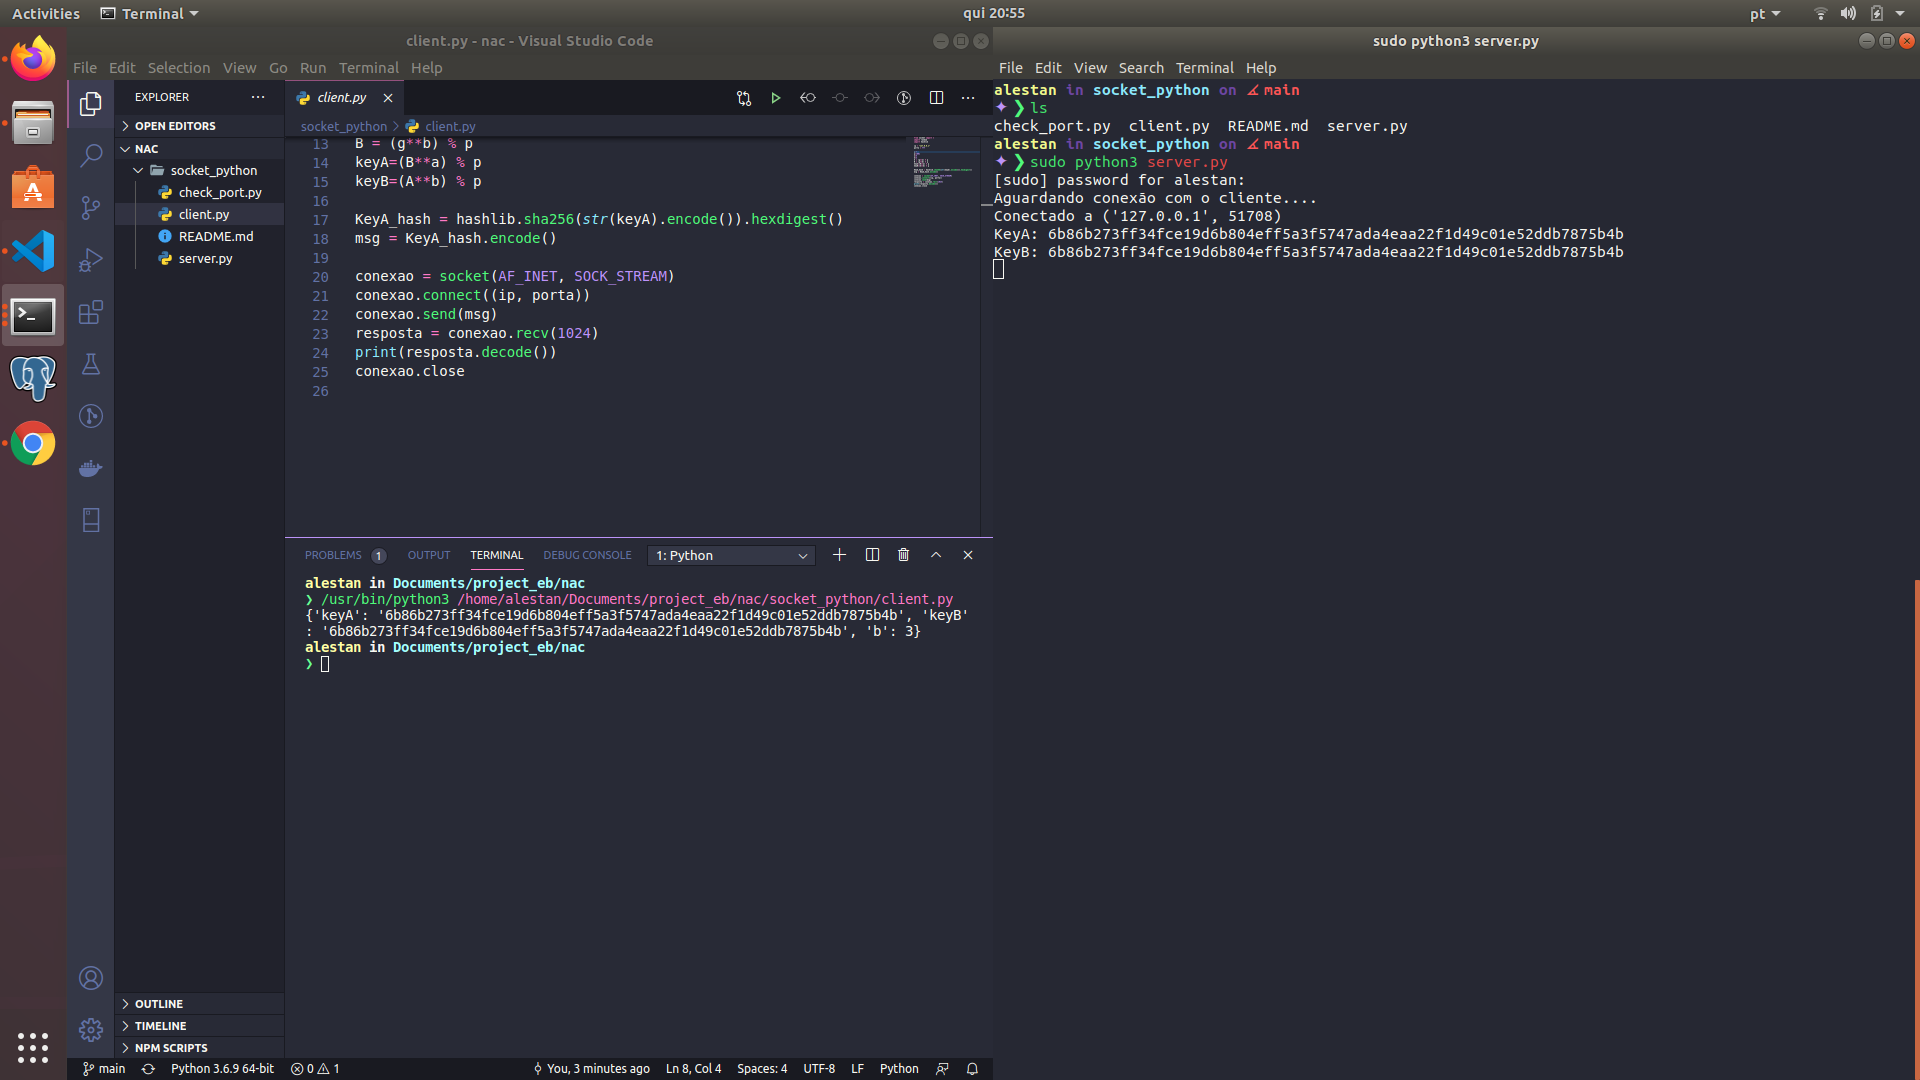 Activities
Terminal
qui 20:55
pt
client.py - nac - Visual Studio Code
File Edit Selection View Go Run Terminal Help
EXPLORER
OPEN EDITORS
NAC
socket_python
check_port.py
client.py
README.md
server.py
OUTLINE
TIMELINE
NPM SCRIPTS
client.py
socket_python > client.py
13 B = (g**b) % p
14 keyA=(B**a) % p
15 keyB=(A**b) % p
16
17 KeyA_hash = hashlib.sha256(str(keyA).encode()).hexdigest()
18 msg = KeyA_hash.encode()
19
20 conexao = socket(AF_INET, SOCK_STREAM)
21 conexao.connect((ip, porta))
22 conexao.send(msg)
23 resposta = conexao.recv(1024)
24 print(resposta.decode())
25 conexao.close
26
PROBLEMS 1 OUTPUT TERMINAL DEBUG CONSOLE 1: Python
alestan in Documents/project_eb/nac
❯ /usr/bin/python3 /home/alestan/Documents/project_eb/nac/socket_python/client.py
{'keyA': '6b86b273ff34fce19d6b804eff5a3f5747ada4eaa22f1d49c01e52ddb7875b4b', 'keyB'
: '6b86b273ff34fce19d6b804eff5a3f5747ada4eaa22f1d49c01e52ddb7875b4b', 'b': 3}
alestan in Documents/project_eb/nac
❯
main Python 3.6.9 64-bit 0 1 You, 3 minutes ago Ln 8, Col 4 Spaces: 4 UTF-8 LF Python
sudo python3 server.py
File Edit View Search Terminal Help
alestan in socket_python on main
❯ ls
check_port.py client.py README.md server.py
alestan in socket_python on main
❯ sudo python3 server.py
[sudo] password for alestan:
Aguardando conexão com o cliente....
Conectado a ('127.0.0.1', 51708)
KeyA: 6b86b273ff34fce19d6b804eff5a3f5747ada4eaa22f1d49c01e52ddb7875b4b
KeyB: 6b86b273ff34fce19d6b804eff5a3f5747ada4eaa22f1d49c01e52ddb7875b4b